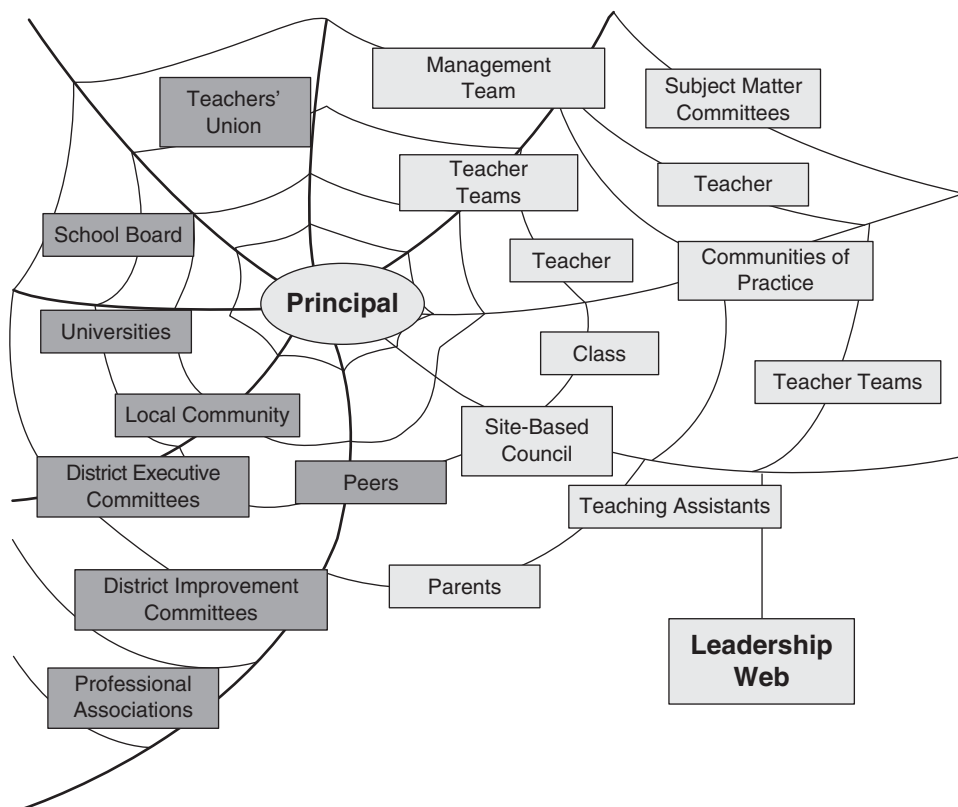 Management
Team
Subject Matter
Committees
Teachers’
Union
Teacher
Teams
Teacher
School Board
Teacher
Communities of
Practice
Principal
Universities
Class
Teacher Teams
Local Community
Site-Based
Council
District Executive
Committees
Peers
Teaching Assistants
District Improvement
Committees
Parents
Leadership
Web
Professional
Associations